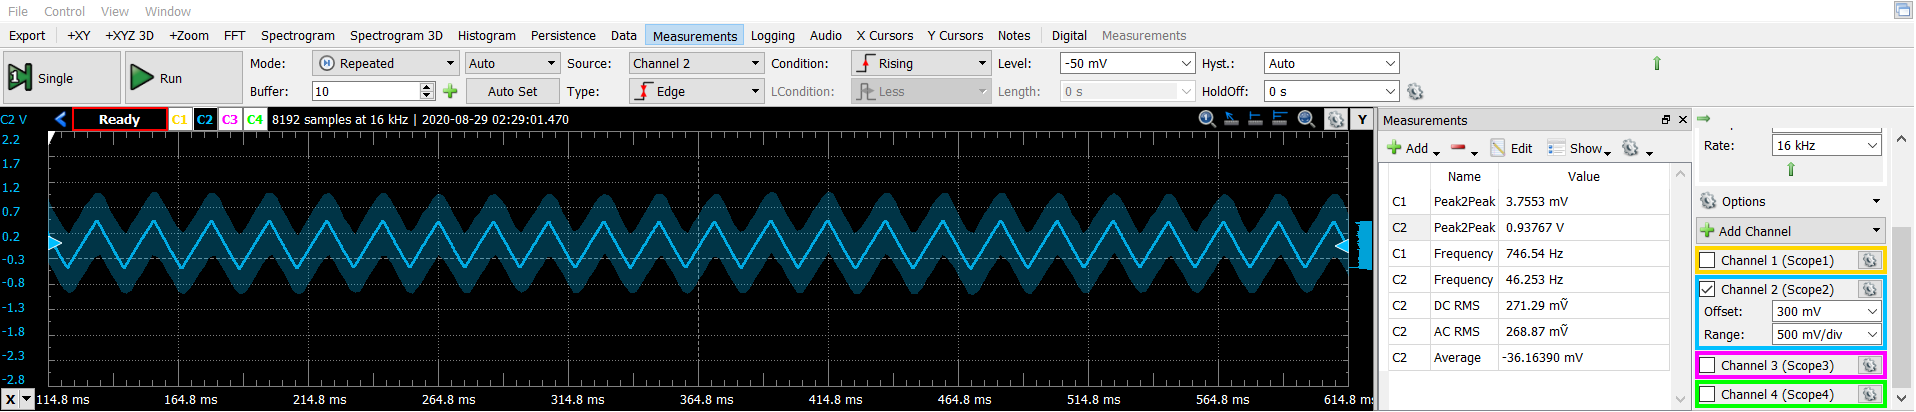 File Control View Window
Export +XY +XYZ 3D +Zoom FFT Spectrogram Spectrogram 3D Histogram Persistence Data Measurements Logging Audio X Cursors Y Cursors Notes Digital Measurements
Single Run Mode: Repeated Auto Source: Channel 2 Condition: Rising Level: -50 mV Hyst.: Auto
Buffer: 10 Auto Set Type: Edge LCondition: Less Length: 0 s HoldOff: 0 s
C2 V Ready C1 C2 C3 C4 8192 samples at 16 kHz | 2020-08-29 02:29:01.470 Y
2.2
1.7
1.2
0.7
0.2
-0.3
-0.8
-1.3
-1.8
-2.3
-2.8
X 114.8 ms 164.8 ms 214.8 ms 264.8 ms 314.8 ms 364.8 ms 414.8 ms 464.8 ms 514.8 ms 564.8 ms 614.8 m
Measurements
Add Edit Show
Name Value
C1 Peak2Peak 3.7553 mV
C2 Peak2Peak 0.93767 V
C1 Frequency 746.54 Hz
C2 Frequency 46.253 Hz
C2 DC RMS 271.29 mṼ
C2 AC RMS 268.87 mṼ
C2 Average -36.16390 mV
Rate: 16 kHz
Options
Add Channel
Channel 1 (Scope1)
Channel 2 (Scope2)
Offset: 300 mV
Range: 500 mV/div
Channel 3 (Scope3)
Channel 4 (Scope4)